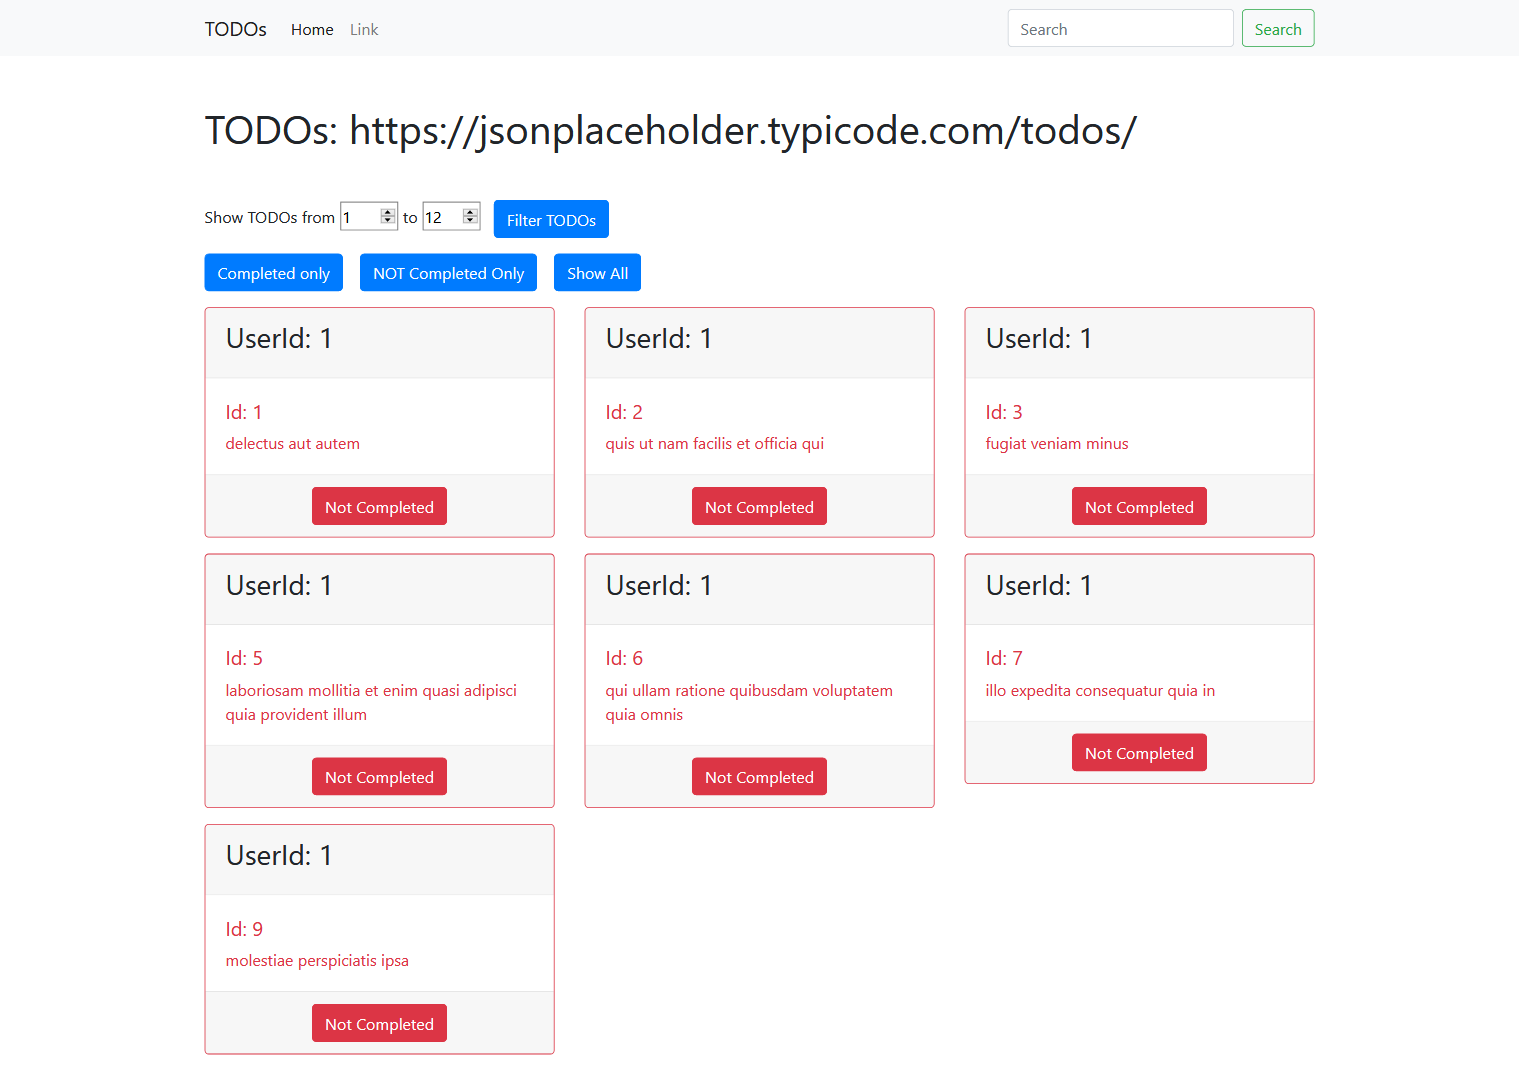 TODOs Home Link Search Search
TODOs: https://jsonplaceholder.typicode.com/todos/
Show TODOs from 1 to 12 Filter TODOs
Completed only NOT Completed Only Show All
UserId: 1
Id: 1
delectus aut autem
Not Completed
UserId: 1
Id: 2
quis ut nam facilis et officia qui
Not Completed
UserId: 1
Id: 3
fugiat veniam minus
Not Completed
UserId: 1
Id: 5
laboriosam mollitia et enim quasi adipisci
quia provident illum
Not Completed
UserId: 1
Id: 6
qui ullam ratione quibusdam voluptatem
quia omnis
Not Completed
UserId: 1
Id: 7
illo expedita consequatur quia in
Not Completed
UserId: 1
Id: 9
molestiae perspiciatis ipsa
Not Completed